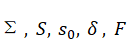 Σ , S, s₀, δ , F